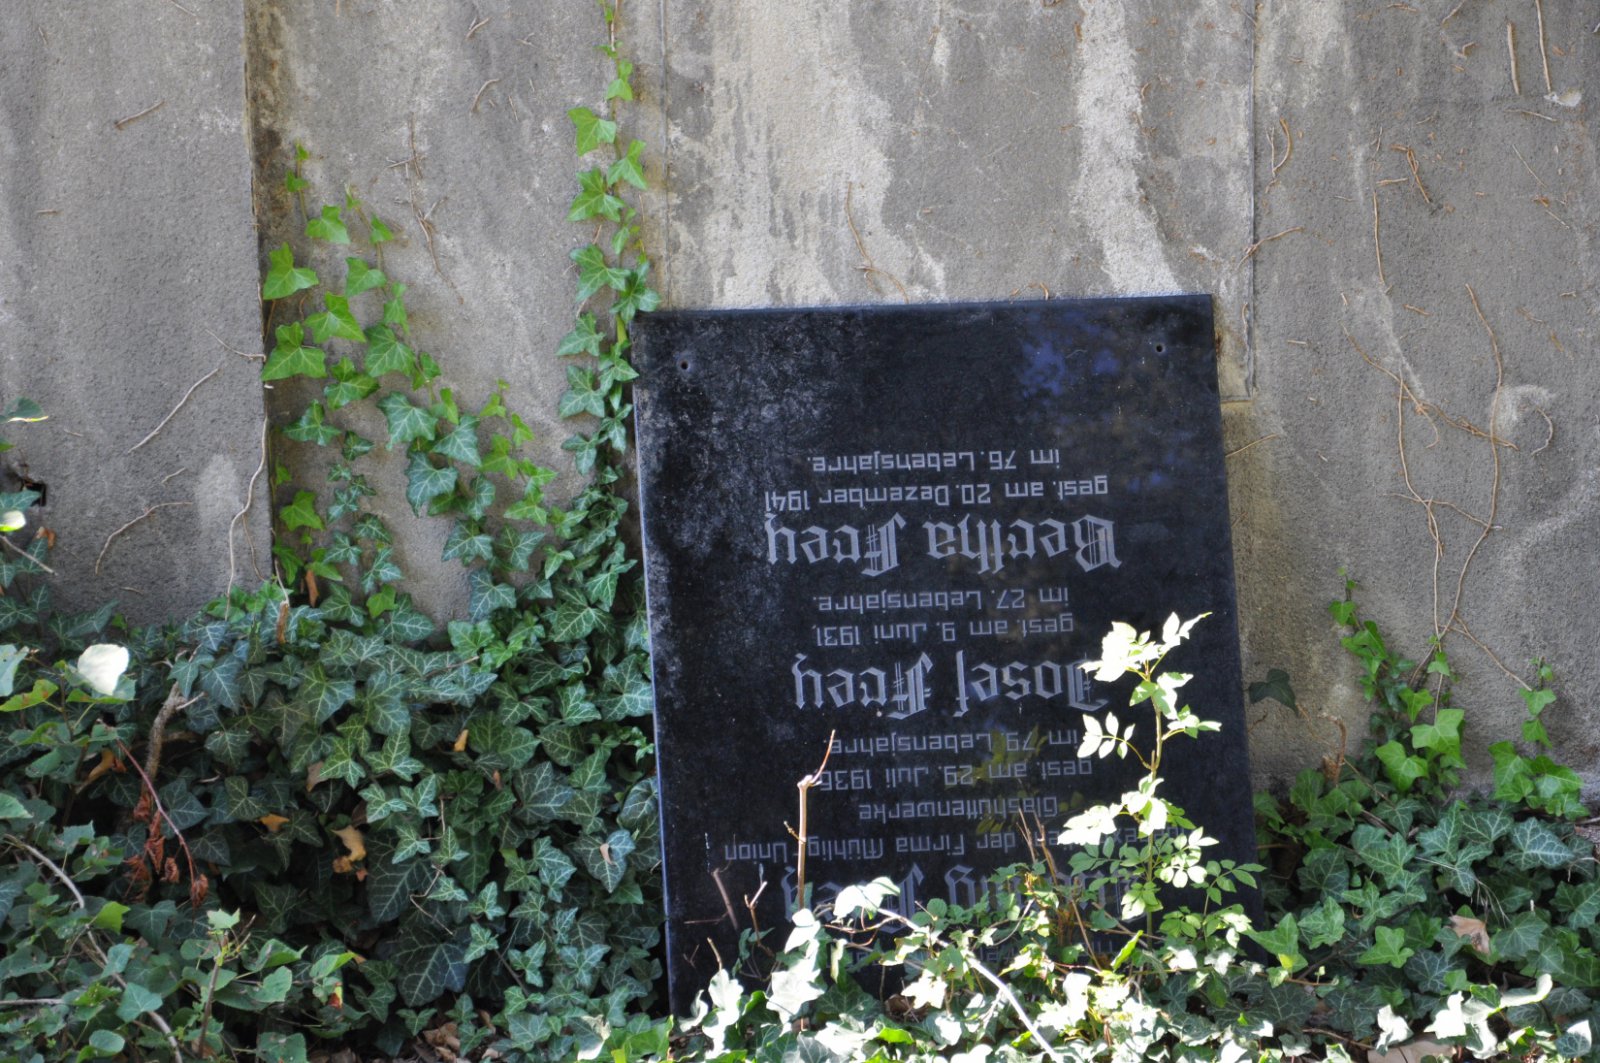 der Firma Mühlig-Union
Glashüttenwerke
gest. am 29. Juli 1936
im 79. Lebensjahre.
Josef Frey
gest. am 9. Juni 1931,
im 27. Lebensjahre.
Bertha Frey
gest. am 20. Dezember 1941
im 76. Lebensjahre.